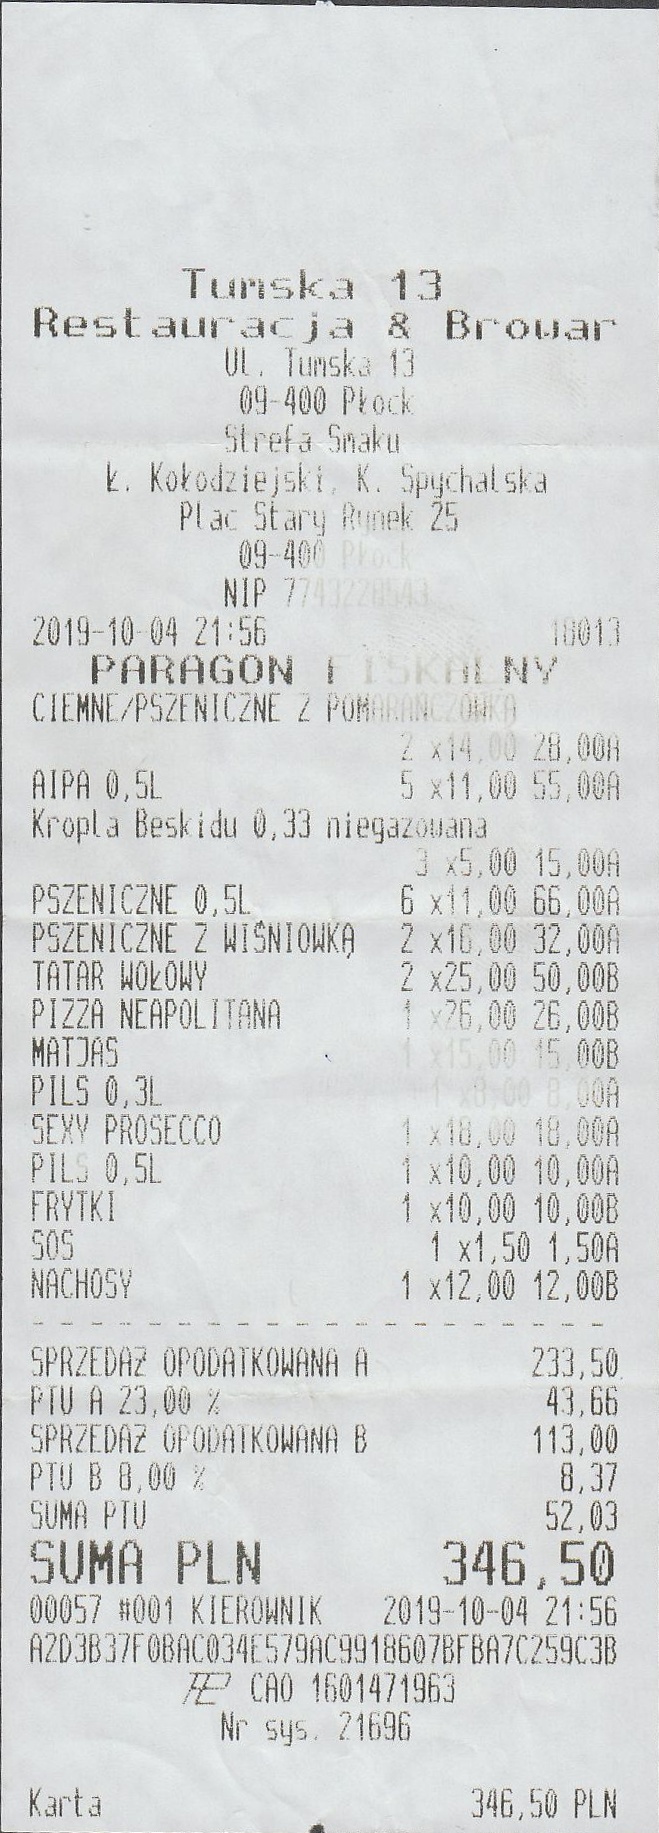 Tumska 13
Restauracja & Browar
Ul. Tumska 13
09-400 Płock
Strefa Smaku
Ł. Kołodziejski, K. Spychalska
Plac Stary Rynek 25
09-400 Płock
NIP 7743220543
2019-10-04 21:56 18013
PARAGON FISKALNY
CIEMNE/PSZENICZNE Z POMARAŃCZÓWKĄ
2 x14,00 28,00A
AIPA 0,5L 5 x11,00 55,00A
Kropla Beskidu 0,33 niegazowana
3 x5,00 15,00A
PSZENICZNE 0,5L 6 x11,00 66,00A
PSZENICZNE Z WIŚNIOWKĄ 2 x16,00 32,00A
TATAR WOŁOWY 2 x25,00 50,00B
PIZZA NEAPOLITANA 1 x26,00 26,00B
MATJAS 1 x15,00 15,00B
PILS 0,3L 1 x8,00 8,00A
SEXY PROSECCO 1 x18,00 18,00A
PILS 0,5L 1 x10,00 10,00A
FRYTKI 1 x10,00 10,00B
SOS 1 x1,50 1,50A
NACHOSY 1 x12,00 12,00B
SPRZEDAŻ OPODATKOWANA A 233,50
PTU A 23,00 % 43,66
SPRZEDAŻ OPODATKOWANA B 113,00
PTU B 8,00 % 8,37
SUMA PTU 52,03
SUMA PLN 346,50
00057 #001 KIEROWNIK 2019-10-04 21:56
A2D3B37F0BAC034E579AC9918607BFBA7C259C3B
CAO 1601471963
Nr sys. 21696
Karta 346,50 PLN